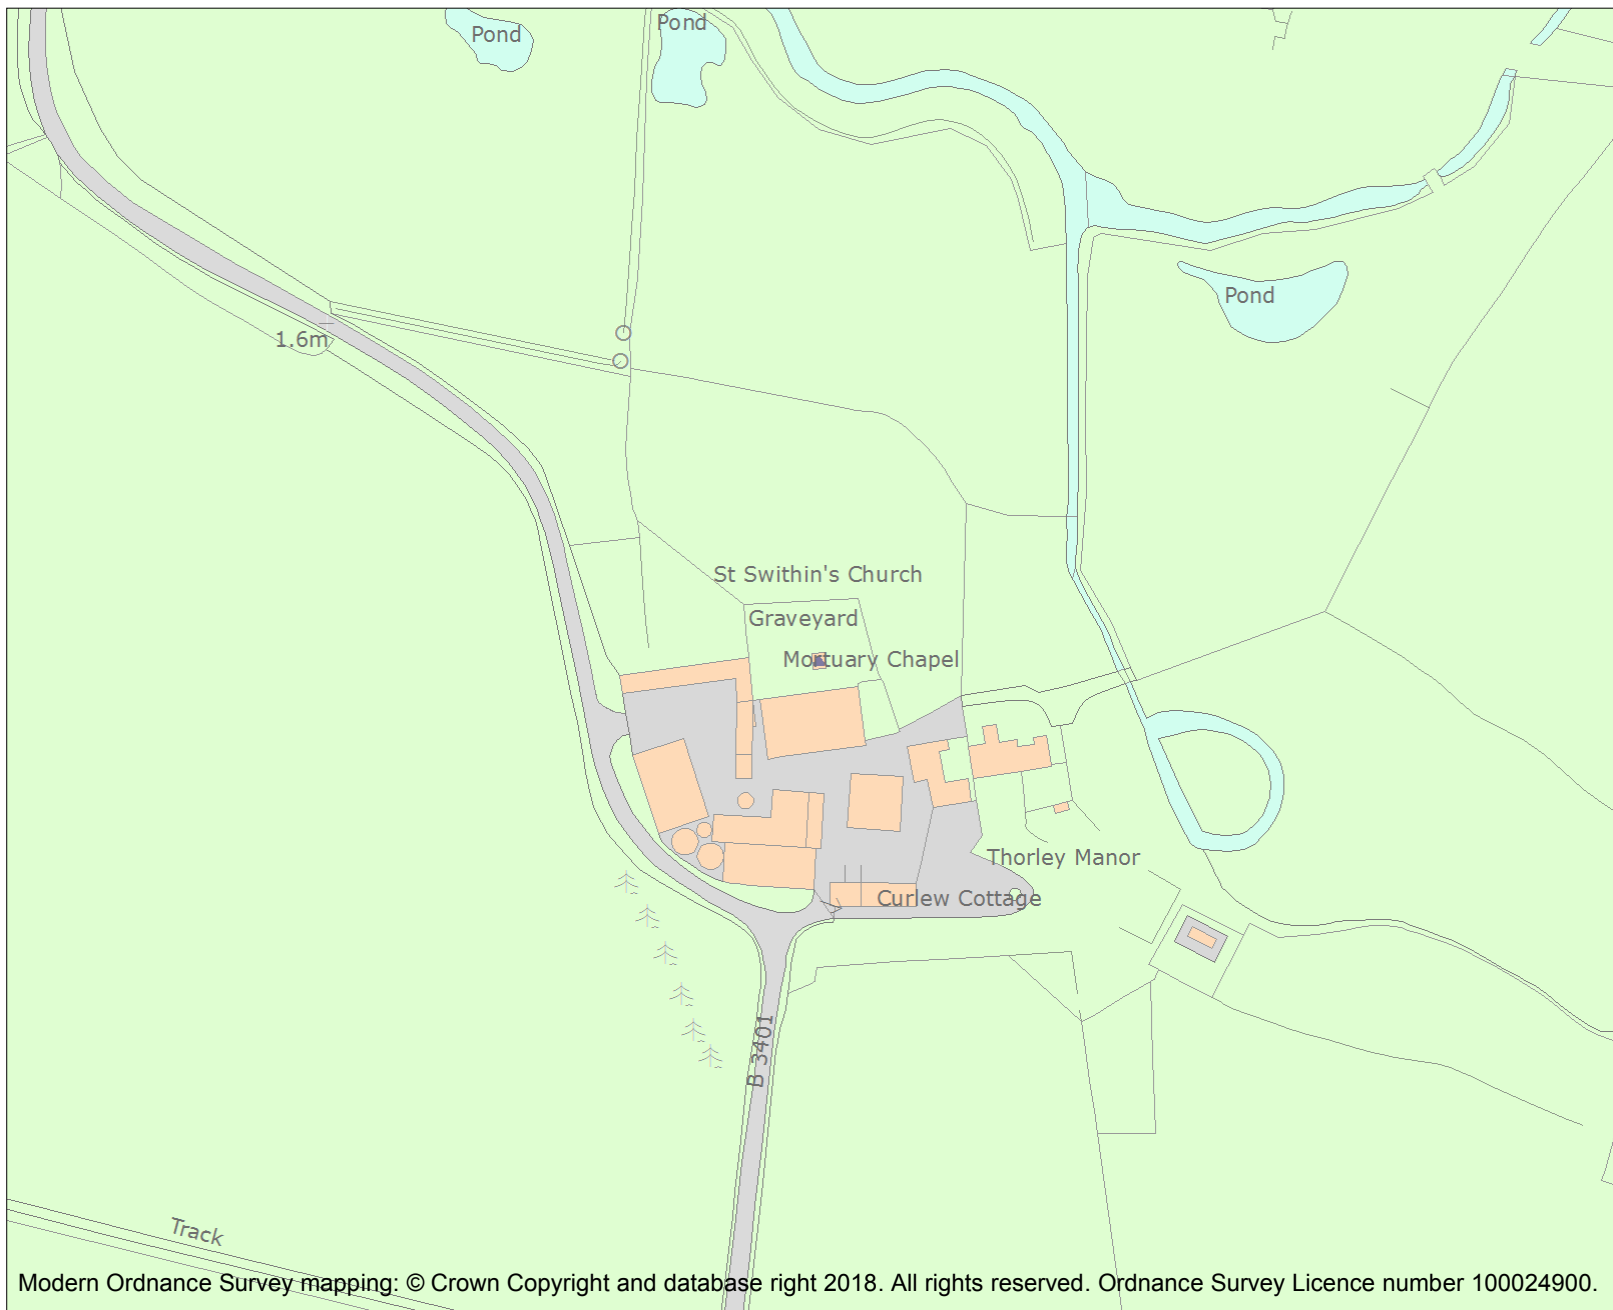 Pond
Pond
Pond
1.6m
St Swithin's Church
Graveyard
Mortuary Chapel
Thorley Manor
Curlew Cottage
B 3401
Track
Modern Ordnance Survey mapping: © Crown Copyright and database right 2018. All rights reserved. Ordnance Survey Licence number 100024900.